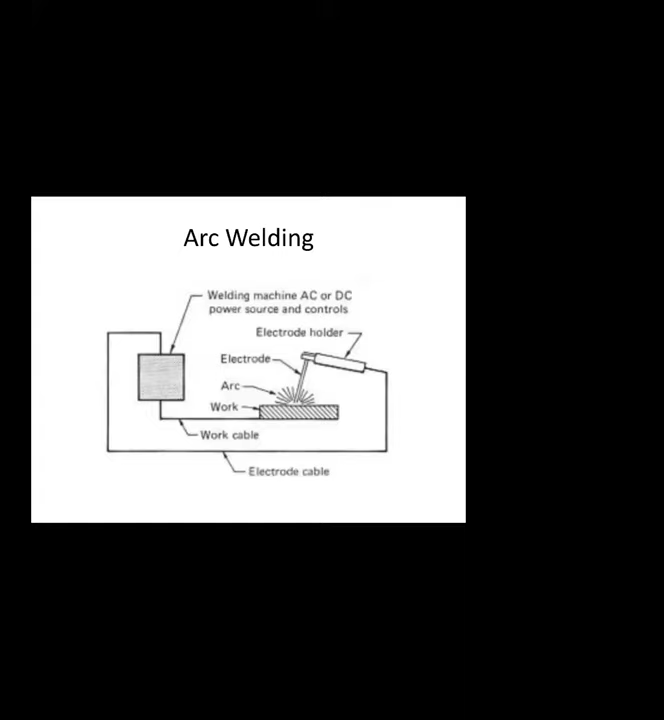 Arc Welding
Welding machine AC or DC
power source and controls
Electrode holder
Electrode
Arc
Work
Work cable
Electrode cable